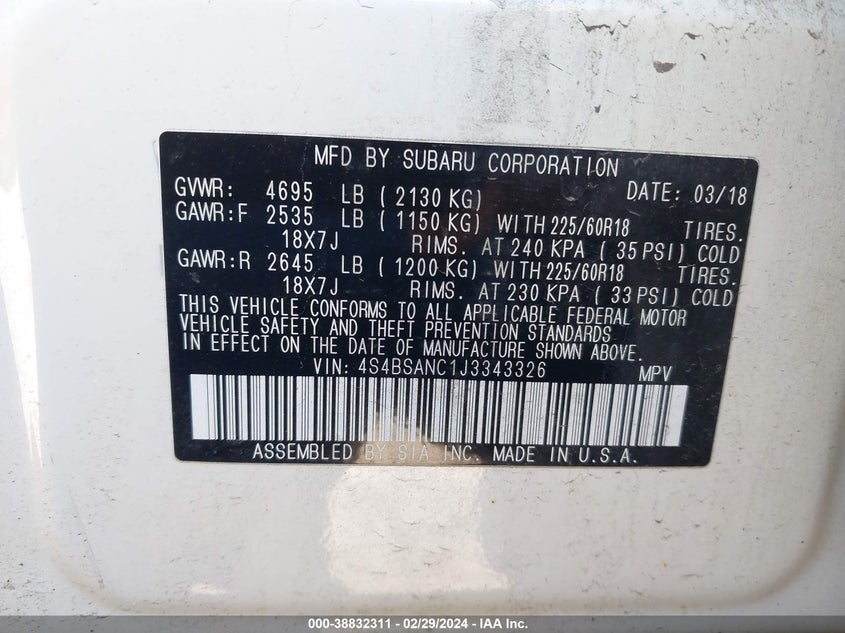 MFD BY SUBARU CORPORATION
GVWR: 4695 LB ( 2130 KG) DATE: 03/18
GAWR:F 2535 LB ( 1150 KG) WITH 225/60R18 TIRES.
18X7J RIMS. AT 240 KPA ( 35 PSI) COLD
GAWR:R 2645 LB ( 1200 KG) WITH 225/60R18 TIRES.
18X7J RIMS. AT 230 KPA ( 33 PSI) COLD
THIS VEHICLE CONFORMS TO ALL APPLICABLE FEDERAL MOTOR
VEHICLE SAFETY AND THEFT PREVENTION STANDARDS
IN EFFECT ON THE DATE OF MANUFACTURE SHOWN ABOVE.
VIN: 4S4BSANC1J3343326 MPV
ASSEMBLED BY SIA INC. MADE IN U.S.A.
000-38832311 - 02/29/2024 - IAAI.COM